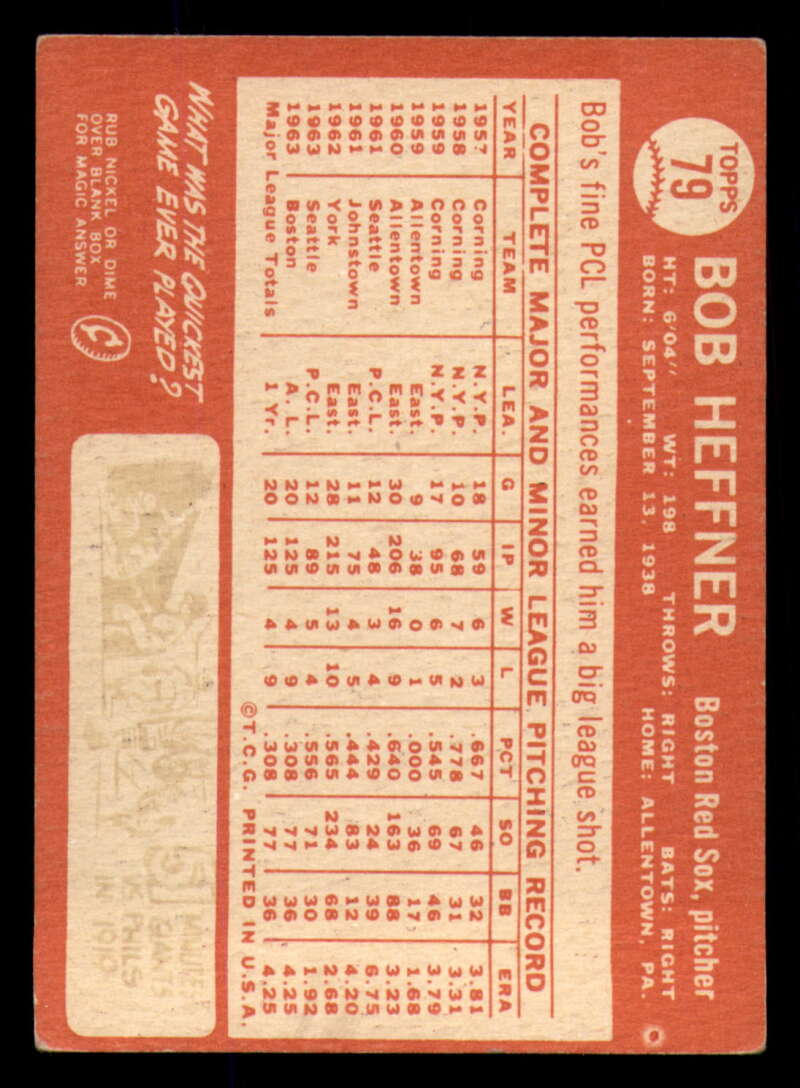 TOPPS
79
BOB HEFFNER Boston Red Sox, pitcher
HT: 6'04" WT: 198 THROWS: RIGHT BATS: RIGHT
BORN: SEPTEMBER 13, 1938 HOME: ALLENTOWN, PA.
Bob's fine PCL performances earned him a big league shot.
COMPLETE MAJOR AND MINOR LEAGUE PITCHING RECORD
YEAR TEAM LEA. G IP W L PCT SO BB ERA
1957 Corning N.Y.P. 18 59 6 3 .667 46 32 3.81
1958 Corning N.Y.P. 10 68 7 2 .778 67 31 3.31
1959 Corning N.Y.P. 17 95 6 5 .545 69 46 3.79
1959 Allentown East. 9 38 0 1 .000 36 17 1.68
1960 Allentown East. 30 206 16 9 .640 163 88 3.23
1961 Seattle P.C.L. 12 48 3 4 .429 24 39 6.75
1961 Johnstown East. 11 75 4 5 .444 83 12 4.20
1962 York East. 28 215 13 10 .565 234 68 2.68
1963 Seattle P.C.L. 12 89 5 4 .556 71 30 1.92
1963 Boston A.L. 20 125 4 9 .308 77 36 4.25
Major League Totals 1 Yr. 20 125 4 9 .308 77 36 4.25
©T.C.G. PRINTED IN U.S.A.
WHAT WAS THE QUICKEST
GAME EVER PLAYED?
RUB NICKEL OR DIME
OVER BLANK BOX
FOR MAGIC ANSWER
51 MINUTES
GIANTS
VS PHILS
IN 1010